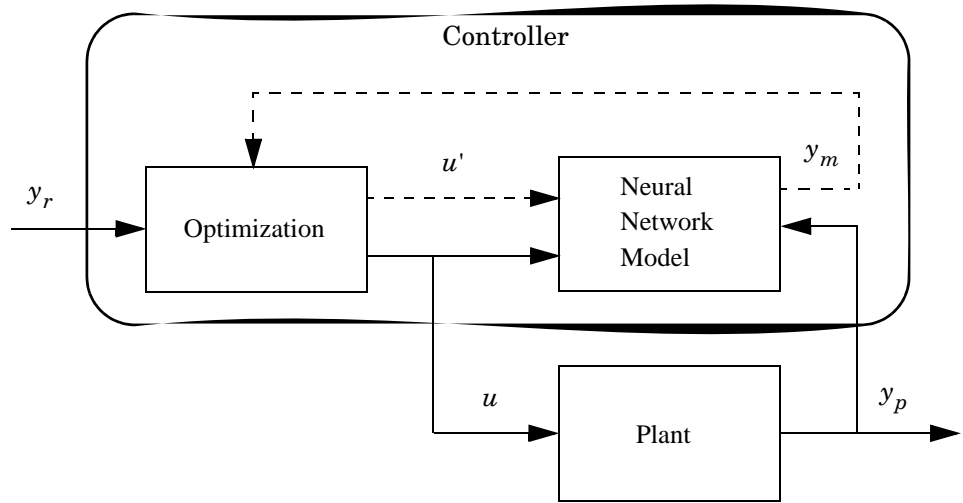 Controller
u'
y_m
y_r
Optimization
Neural
Network
Model
u
y_p
Plant